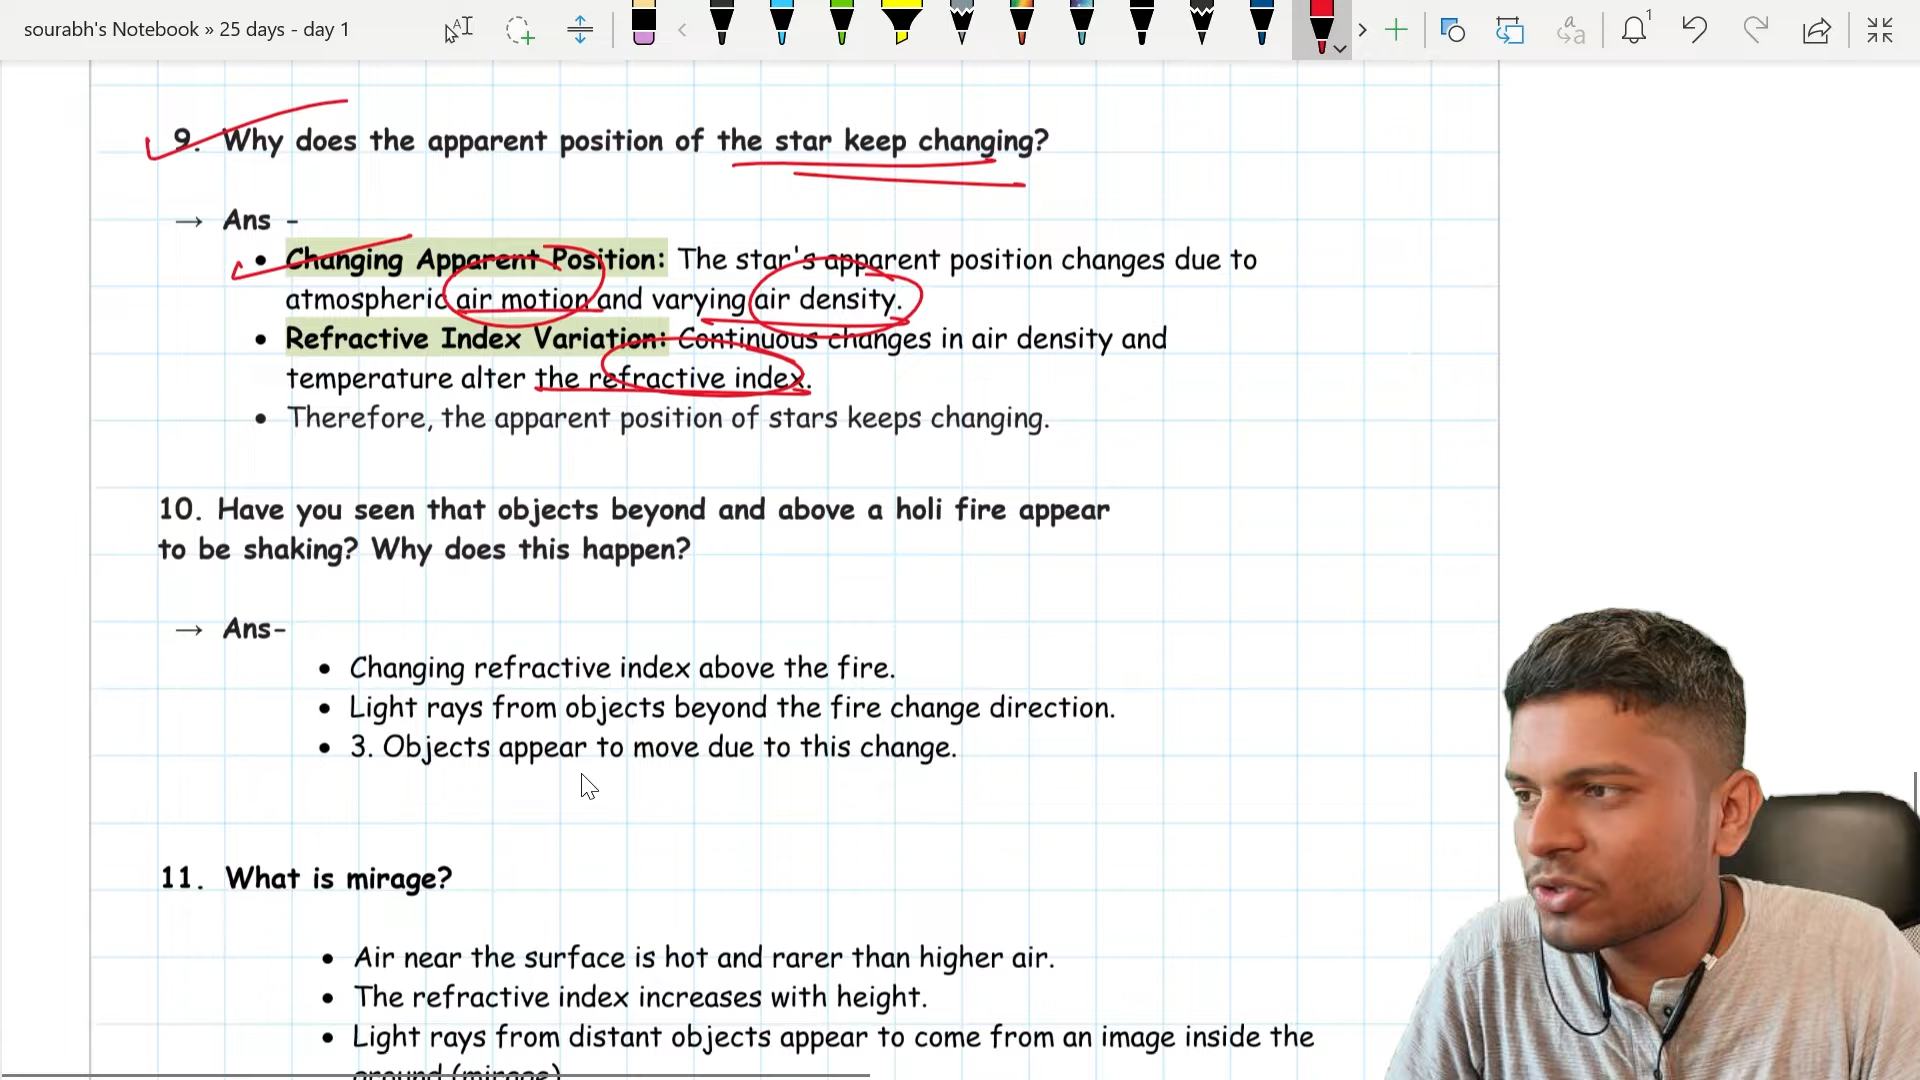 sourabh's Notebook » 25 days - day 1
1
9. Why does the apparent position of the star keep changing?
→ Ans -
• Changing Apparent Position: The star's apparent position changes due to
atmospheric air motion and varying air density.
• Refractive Index Variation: Continuous changes in air density and
temperature alter the refractive index.
• Therefore, the apparent position of stars keeps changing.
10. Have you seen that objects beyond and above a holi fire appear
to be shaking? Why does this happen?
→ Ans-
• Changing refractive index above the fire.
• Light rays from objects beyond the fire change direction.
• 3. Objects appear to move due to this change.
11. What is mirage?
• Air near the surface is hot and rarer than higher air.
• The refractive index increases with height.
• Light rays from distant objects appear to come from an image inside the
ground (mirage)